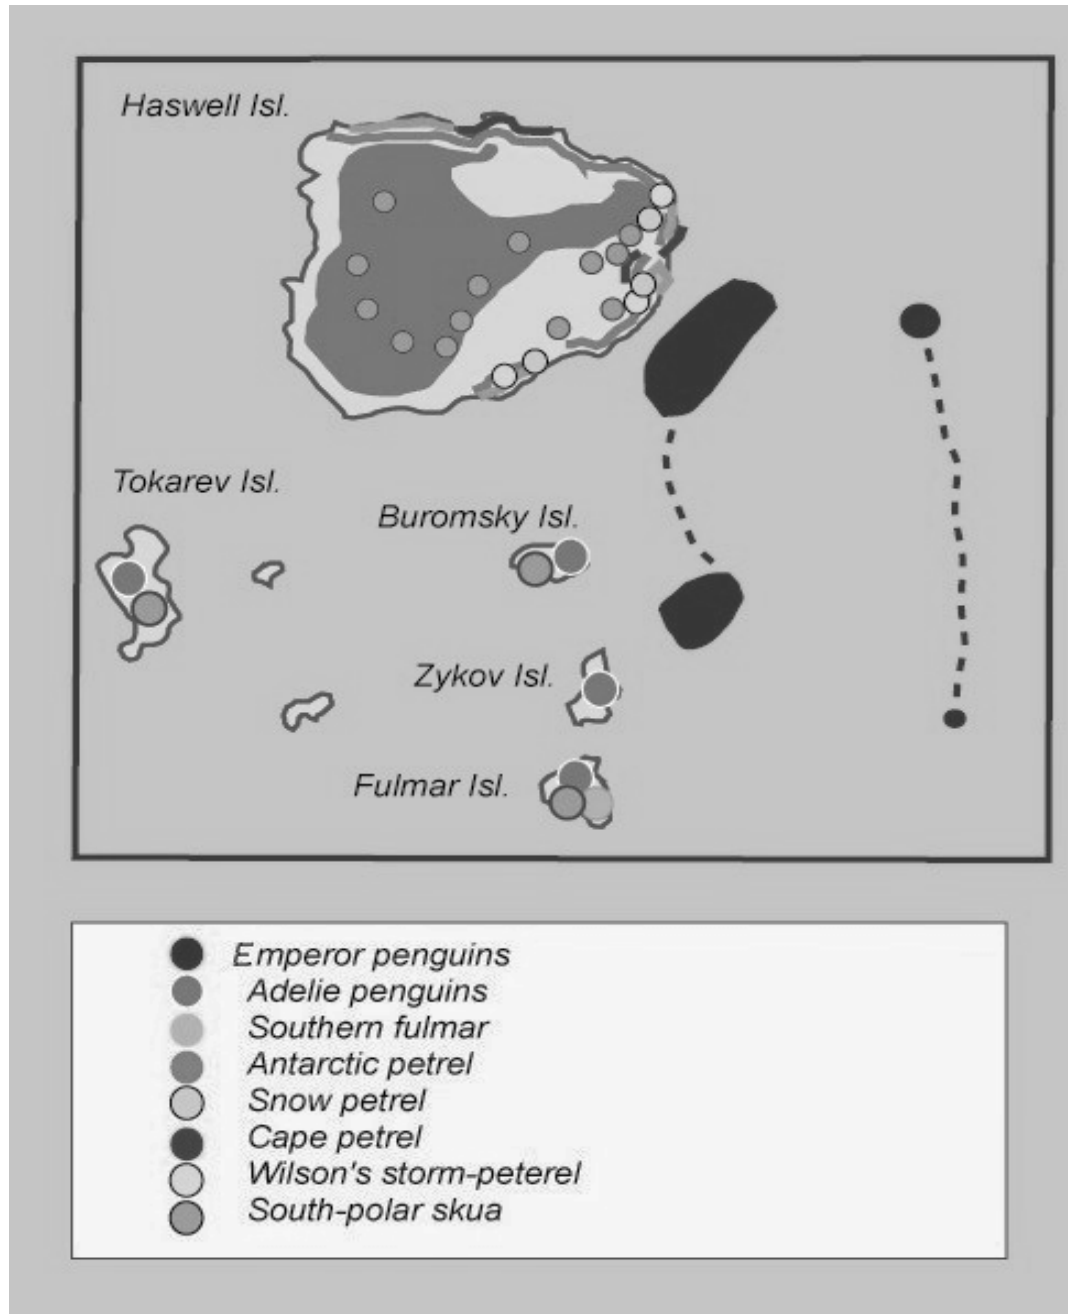 Haswell Isl.
Tokarev Isl.
Buromsky Isl.
Zykov Isl.
Fulmar Isl.
Emperor penguins
Adelie penguins
Southern fulmar
Antarctic petrel
Snow petrel
Cape petrel
Wilson's storm-peterel
South-polar skua